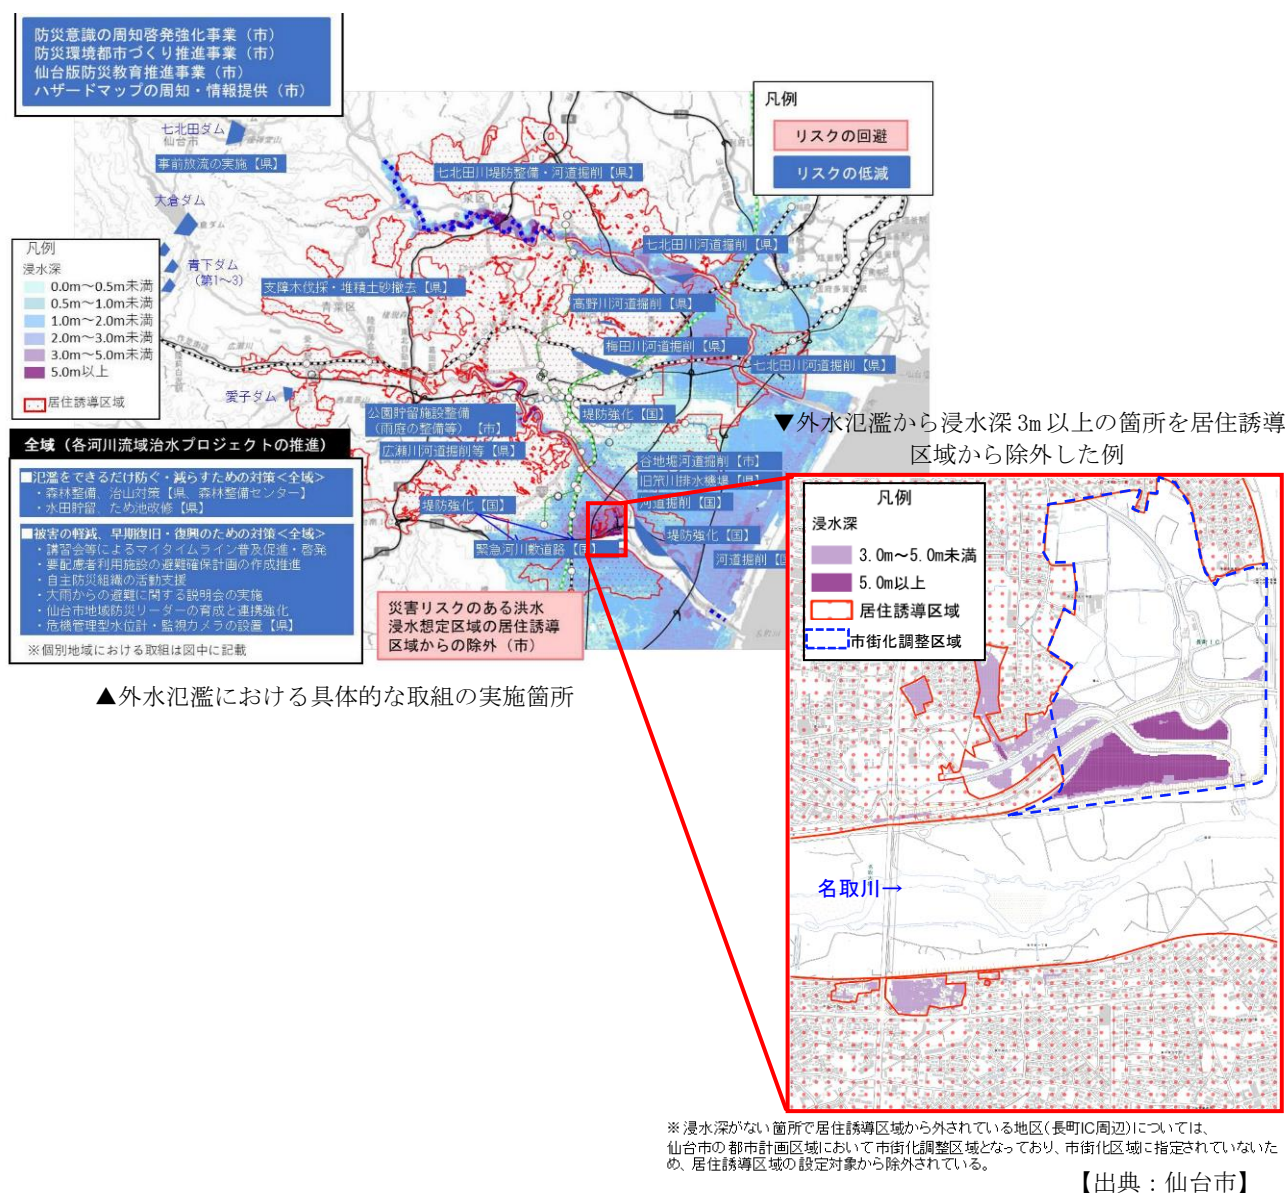 防災意識の周知啓発強化事業（市）
防災環境都市づくり推進事業（市）
仙台版防災教育推進事業（市）
ハザードマップの周知・情報提供（市）
凡例
リスクの回避
リスクの低減
七北田ダム
仙台市
事前放流の実施【県】
大倉ダム
青下ダム
（第1～3）
愛子ダム
七北田川堤防整備・河道掘削【県】
七北田川河道掘削【県】
支障木伐採・堆積土砂撤去【県】
青葉区
高野川河道掘削【県】
梅田川河道掘削【県】
七北田川河道掘削【県】
公園貯留施設整備
（雨庭の整備等）【市】
堤防強化【国】
広瀬川河道掘削等【県】
谷地堀河道掘削【市】
旧笊川排水機場【県】
河道掘削【国】
堤防強化【国】
緊急河川敷道路【国】
堤防強化【国】
河道掘削【国
凡例
浸水深
0.0m～0.5m未満
0.5m～1.0m未満
1.0m～2.0m未満
2.0m～3.0m未満
3.0m～5.0m未満
5.0m以上
居住誘導区域
全域（各河川流域治水プロジェクトの推進）
■氾濫をできるだけ防ぐ・減らすための対策＜全域＞
・森林整備、治山対策【県、森林整備センター】
・水田貯留、ため池改修【県】
■被害の軽減、早期復旧・復興のための対策＜全域＞
・講習会等によるマイタイムライン普及促進・啓発
・要配慮者利用施設の避難確保計画の作成推進
・自主防災組織の活動支援
・大雨からの避難に関する説明会の実施
・仙台市地域防災リーダーの育成と連携強化
・危機管理型水位計・監視カメラの設置【県】
※個別地域における取組は図中に記載
災害リスクのある洪水
浸水想定区域の居住誘導
区域からの除外（市）
▲外水氾濫における具体的な取組の実施箇所
▼外水氾濫から浸水深3m以上の箇所を居住誘導
区域から除外した例
凡例
浸水深
3.0m～5.0m未満
5.0m以上
居住誘導区域
市街化調整区域
長町IC
名取川→
※浸水深がない箇所で居住誘導区域から外されている地区（長町IC周辺）については、
仙台市の都市計画区域において市街化調整区域となっており、市街化区域に指定されていないた
め、居住誘導区域の設定対象から除外されている。
【出典：仙台市】